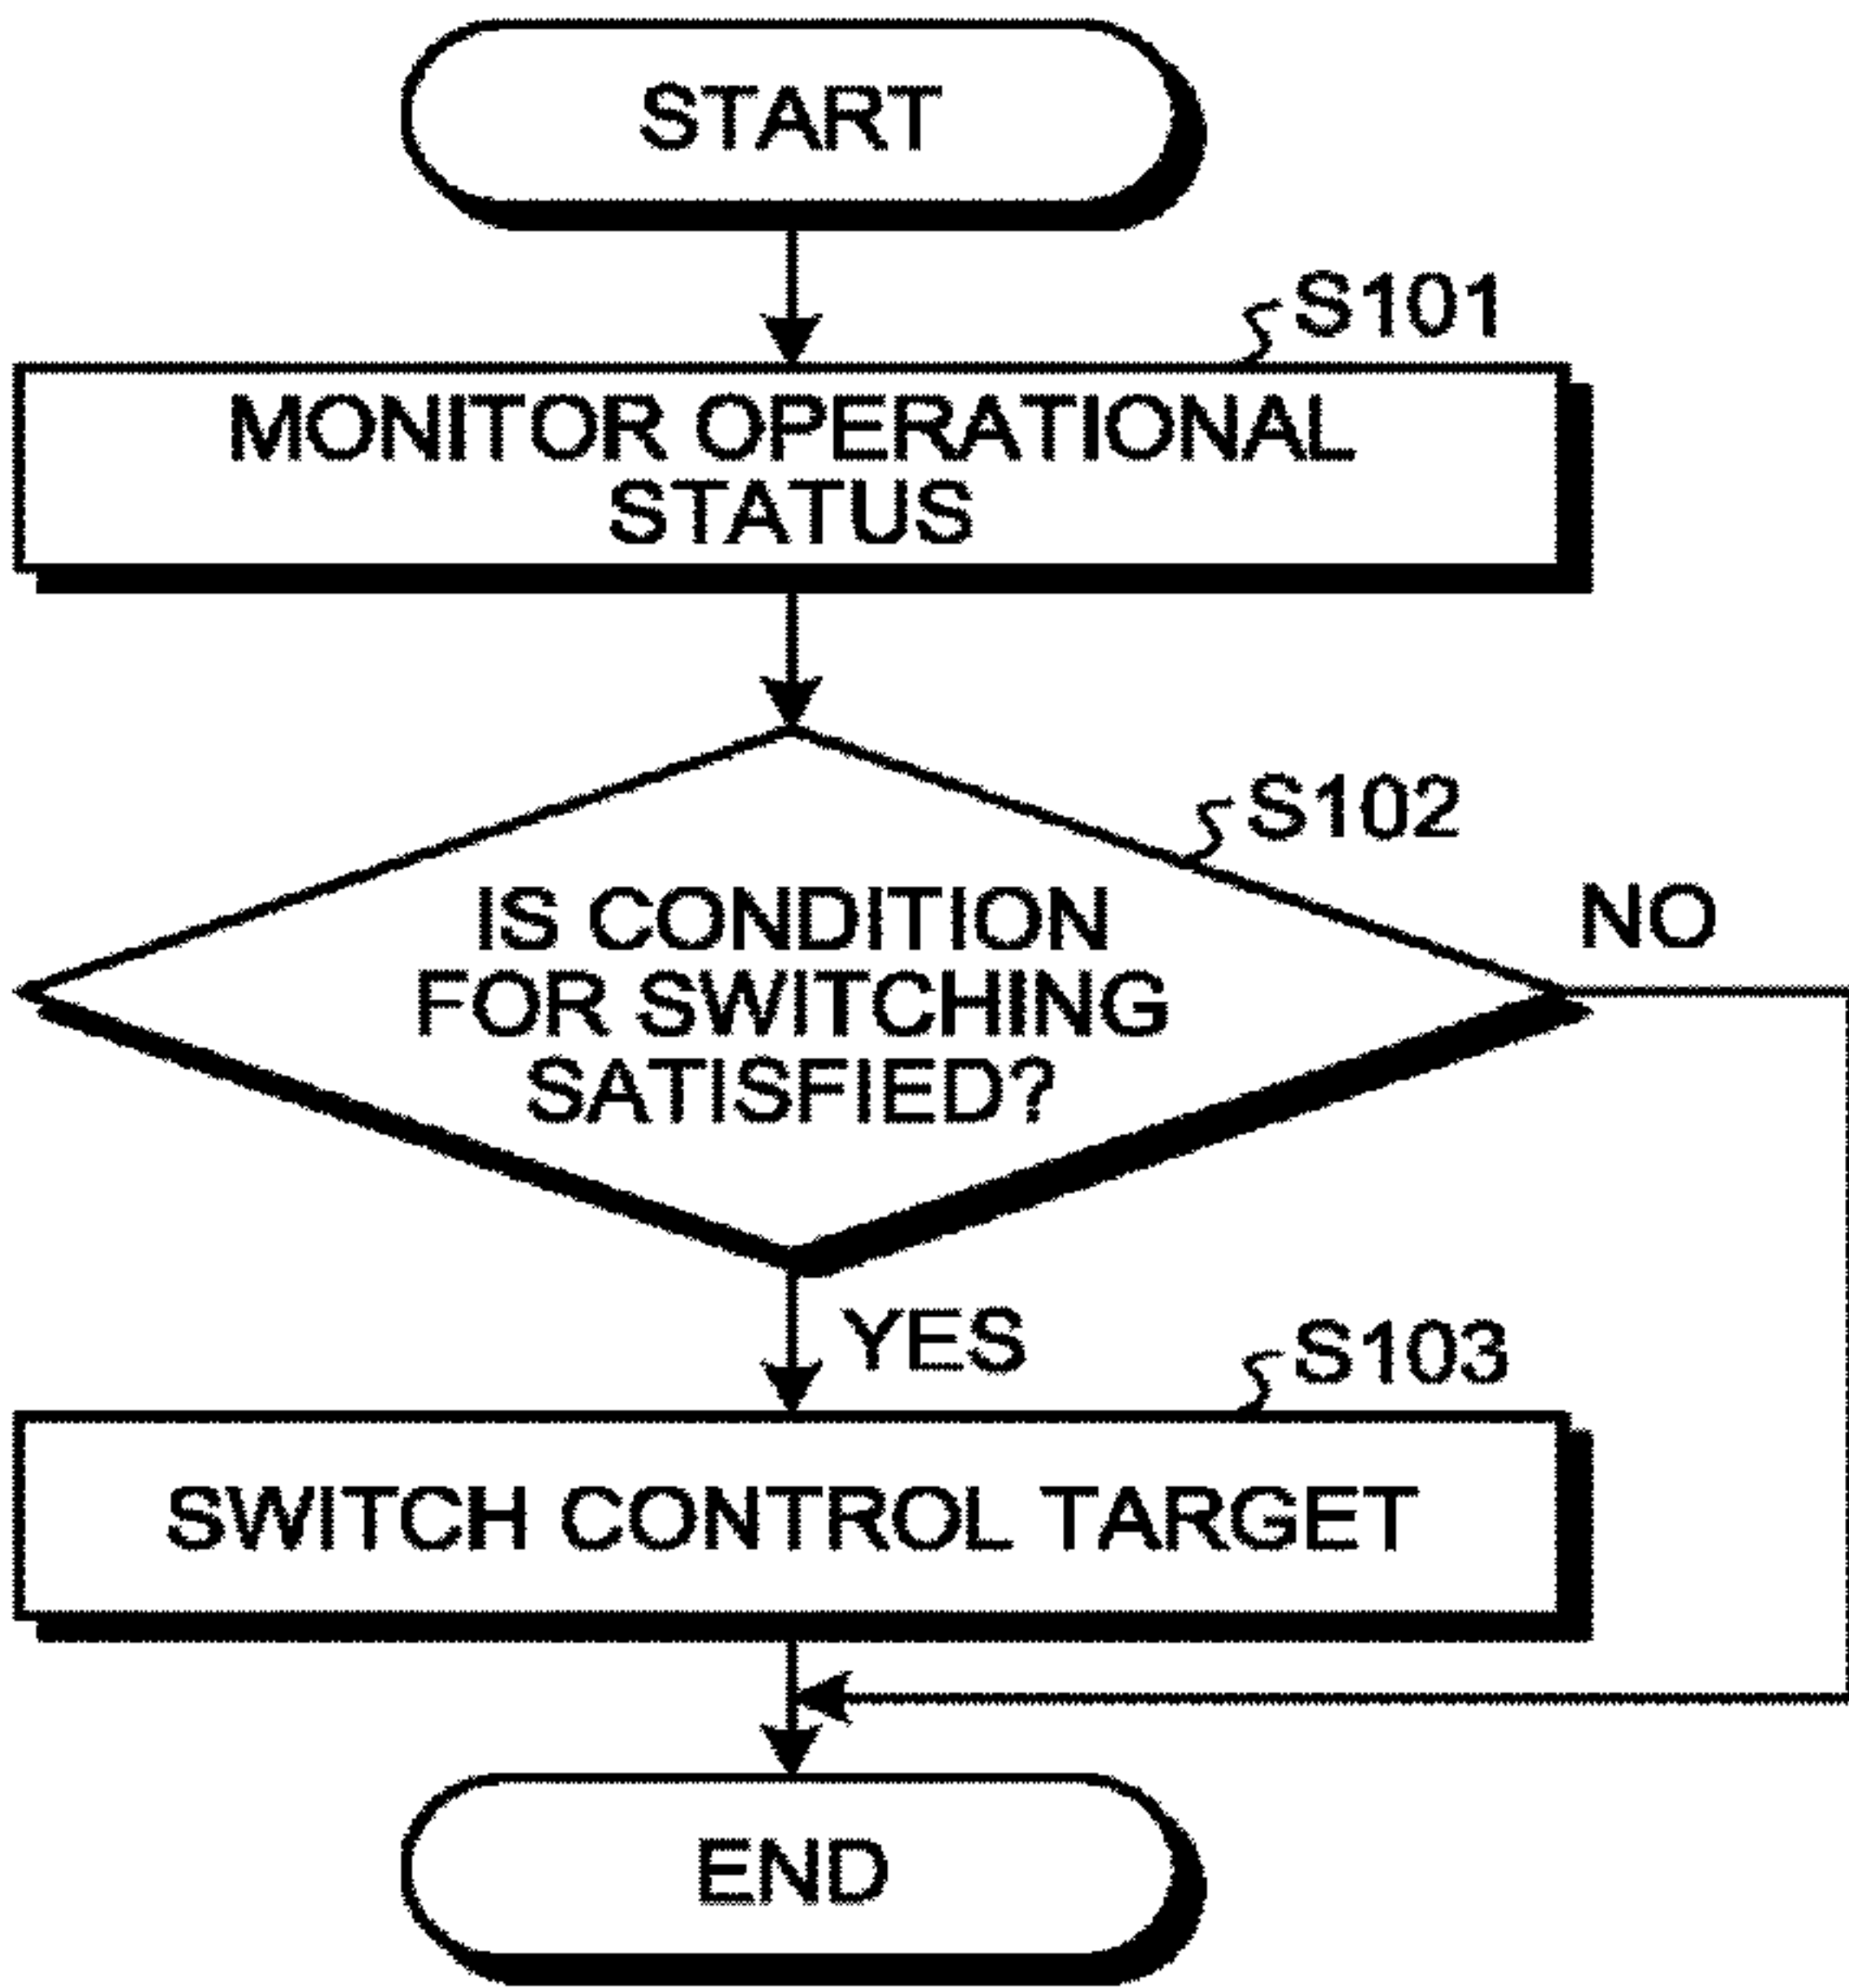 START
S101
MONITOR OPERATIONAL
STATUS
S102
IS CONDITION
FOR SWITCHING
SATISFIED?
NO
YES
S103
SWITCH CONTROL TARGET
END